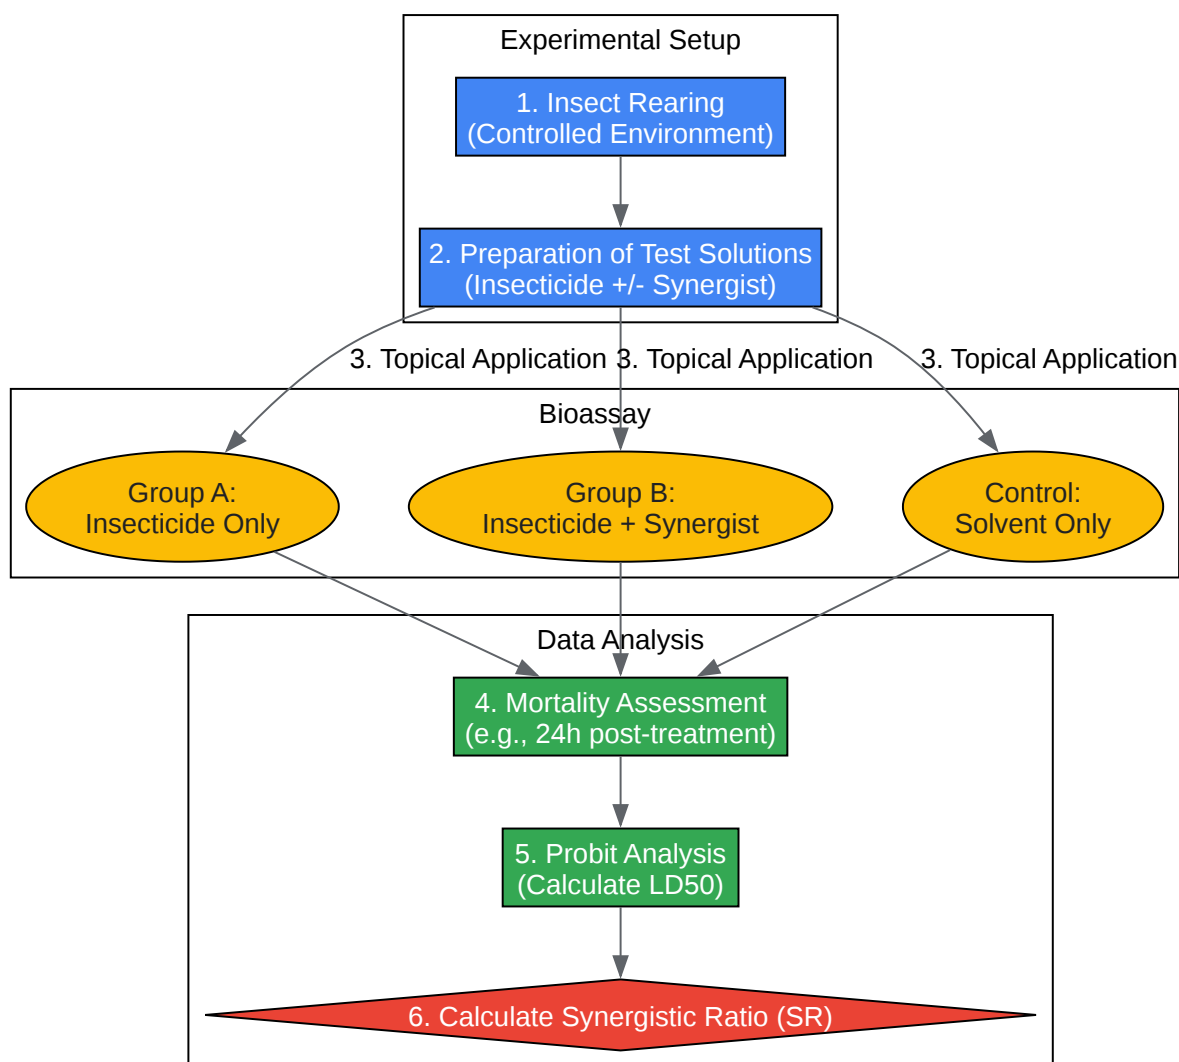 Experimental Setup
1. Insect Rearing
(Controlled Environment)
2. Preparation of Test Solutions
(Insecticide +/- Synergist)
3. Topical Application
3. Topical Application
3. Topical Application
Bioassay
Group A:
Insecticide Only
Group B:
Insecticide + Synergist
Control:
Solvent Only
Data Analysis
4. Mortality Assessment
(e.g., 24h post-treatment)
5. Probit Analysis
(Calculate LD50)
6. Calculate Synergistic Ratio (SR)